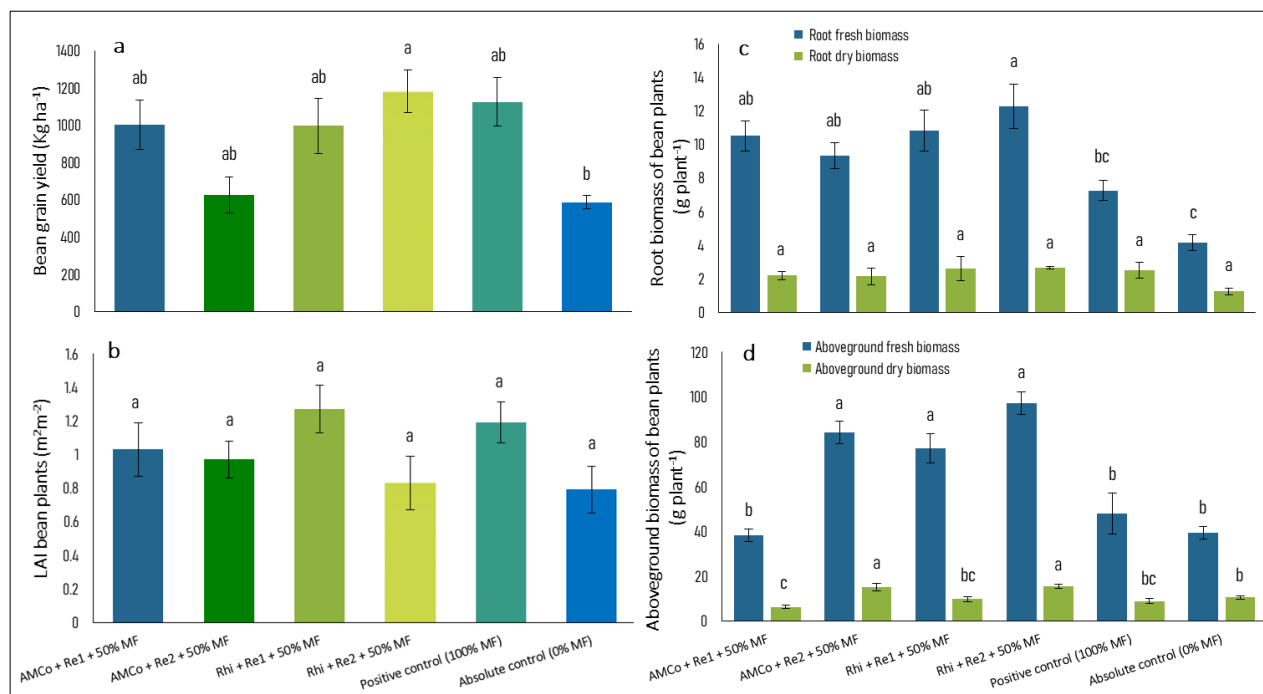 a
Bean grain yield (Kg ha⁻¹)
1400
1200
1000
800
600
400
200
0
ab
ab
ab
a
ab
b
b
LAI bean plants (m²m⁻²)
1.6
1.4
1.2
1
0.8
0.6
0.4
0.2
0
a
a
a
a
a
a
AMCo + Re1 + 50% MF
AMCo + Re2 + 50% MF
Rhi + Re1 + 50% MF
Rhi + Re2 + 50% MF
Positive control (100% MF)
Absolute control (0% MF)
c
Root fresh biomass
Root dry biomass
Root biomass of bean plants
(g plant⁻¹)
16
14
12
10
8
6
4
2
0
ab
a
ab
a
ab
a
a
a
bc
a
c
a
d
Aboveground fresh biomass
Aboveground dry biomass
Aboveground biomass of bean plants
(g plant⁻¹)
120
100
80
60
40
20
0
b
c
a
a
a
bc
a
a
b
bc
b
b
AMCo + Re1 + 50% MF
AMCo + Re2 + 50% MF
Rhi + Re1 + 50% MF
Rhi + Re2 + 50% MF
Positive control (100% MF)
Absolute control (0% MF)